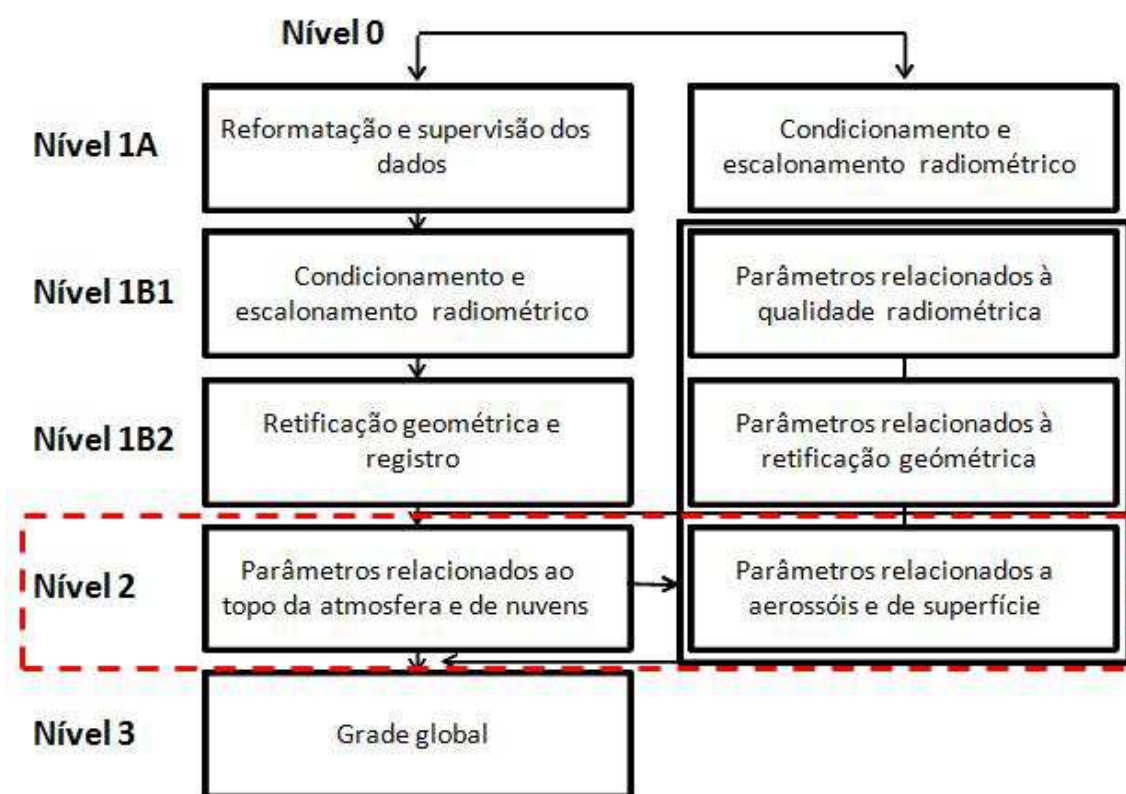 Nível 0
Nível 1A
Reformatação e supervisão dos
dados
Condicionamento e
escalonamento radiométrico
Nível 1B1
Condicionamento e
escalonamento radiométrico
Parâmetros relacionados à
qualidade radiométrica
Nível 1B2
Retificação geométrica e
registro
Parâmetros relacionados à
retificação geómétrica
Nível 2
Parâmetros relacionados ao
topo da atmosfera e de nuvens
Parâmetros relacionados a
aerossóis e de superfície
Nível 3
Grade global